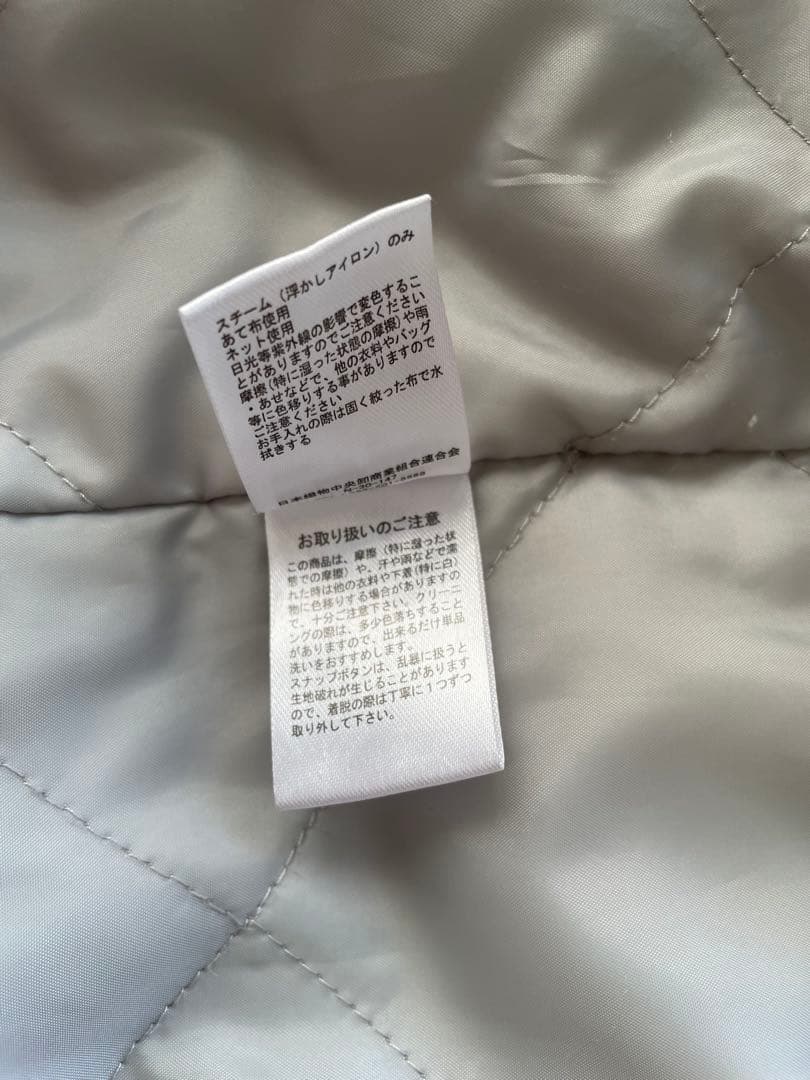 スチーム（浮かしアイロン）のみ
あて布使用
ネット使用
日光等紫外線の影響で変色するこ
とがありますのでご注意ください
摩擦(特に湿った状態の摩擦)や雨
・あせなどで、他の衣料やバッグ
等に色移りする事がありますので
ご注意ください
お手入れの際は固く絞った布で水
拭きする
日本織物中央卸商業組合連合会
N-30-147
お取り扱いのご注意
この商品は、摩擦（特に湿った状
態での摩擦）や、汗や雨などで濡
れた時は他の衣料や下着(特に白)
物に色移りする場合がありますの
で、十分ご注意下さい。クリーニ
ングの際は、多少色落ちすること
がありますので、出来るだけ単品
洗いをおすすめします。
スナップボタンは、乱暴に扱うと
生地破れが生じることがあります
ので、着脱の際は丁寧に１つずつ
取り外して下さい。